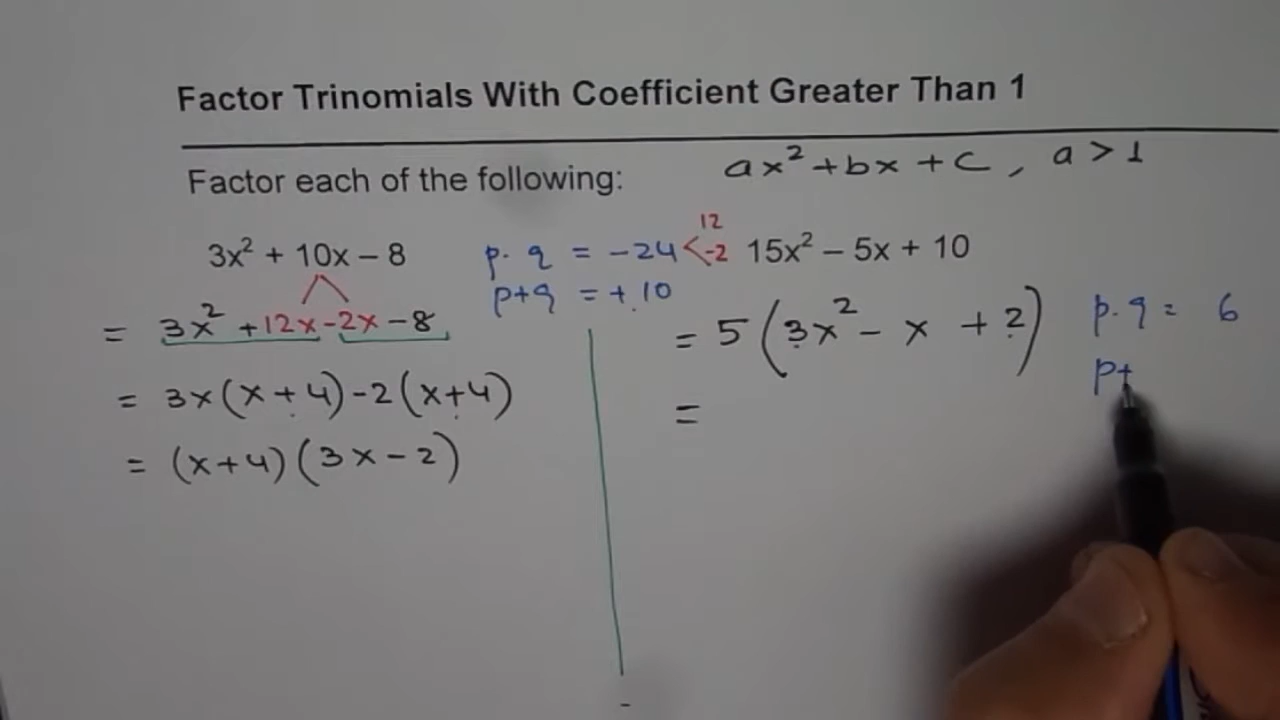 Factor Trinomials With Coefficient Greater Than 1
Factor each of the following:
ax² + bx + c , a > 1
3x² + 10x – 8
= 3x² + 12x - 2x - 8
= 3x(x + 4) - 2(x + 4)
= (x + 4)(3x - 2)
p. q = -24 < 12 -2
p+q = +10
15x² – 5x + 10
= 5(3x² - x + 2)
=
p. q = 6
p+